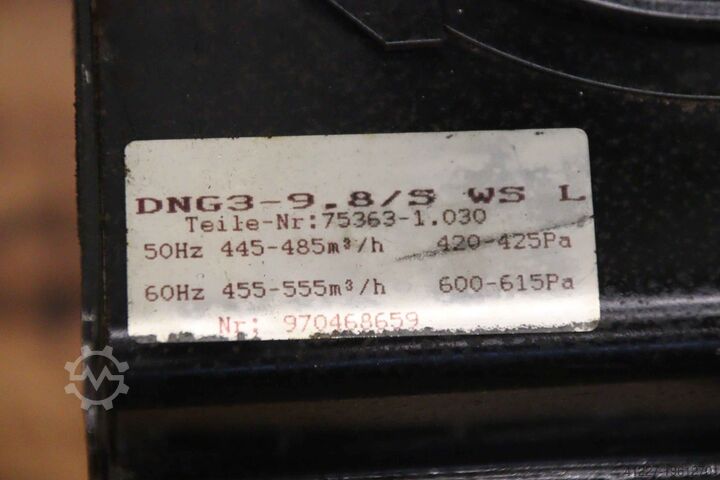 DNG3-9.8/S WS L
Teile-Nr:75363-1.030
50Hz 445-485m³/h 420-425Pa
60Hz 455-555m³/h 600-615Pa
Nr: 970468659